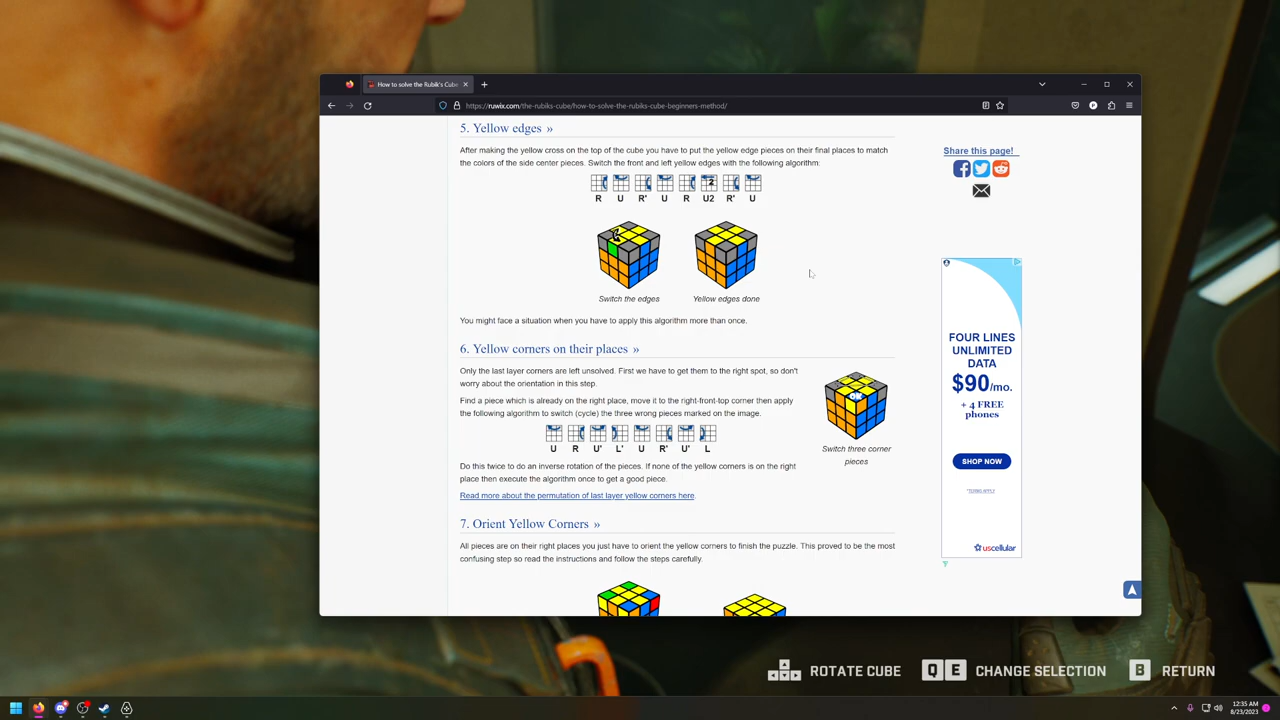 How to solve the Rubik's Cube
https://ruwix.com/the-rubiks-cube/how-to-solve-the-rubiks-cube-beginners-method/
5. Yellow edges »
After making the yellow cross on the top of the cube you have to put the yellow edge pieces on their final places to match
the colors of the side center pieces. Switch the front and left yellow edges with the following algorithm:
2
R U R' U R U2 R' U
Switch the edges
Yellow edges done
You might face a situation when you have to apply this algorithm more than once.
6. Yellow corners on their places »
Only the last layer corners are left unsolved. First we have to get them to the right spot, so don't
worry about the orientation in this step.
Find a piece which is already on the right place, move it to the right-front-top corner then apply
the following algorithm to switch (cycle) the three wrong pieces marked on the image.
U R U' L' U R' U' L
OK
Switch three corner
pieces
Do this twice to do an inverse rotation of the pieces. If none of the yellow corners is on the right
place then execute the algorithm once to get a good piece.
Read more about the permutation of last layer yellow corners here.
7. Orient Yellow Corners »
All pieces are on their right places you just have to orient the yellow corners to finish the puzzle. This proved to be the most
confusing step so read the instructions and follow the steps carefully.
Share this page!
FOUR LINES
UNLIMITED
DATA
$90/mo.
+ 4 FREE
phones
SHOP NOW
*TERMS APPLY
uscellular
ROTATE CUBE
Q E CHANGE SELECTION
B RETURN
12:35 AM
8/23/2023